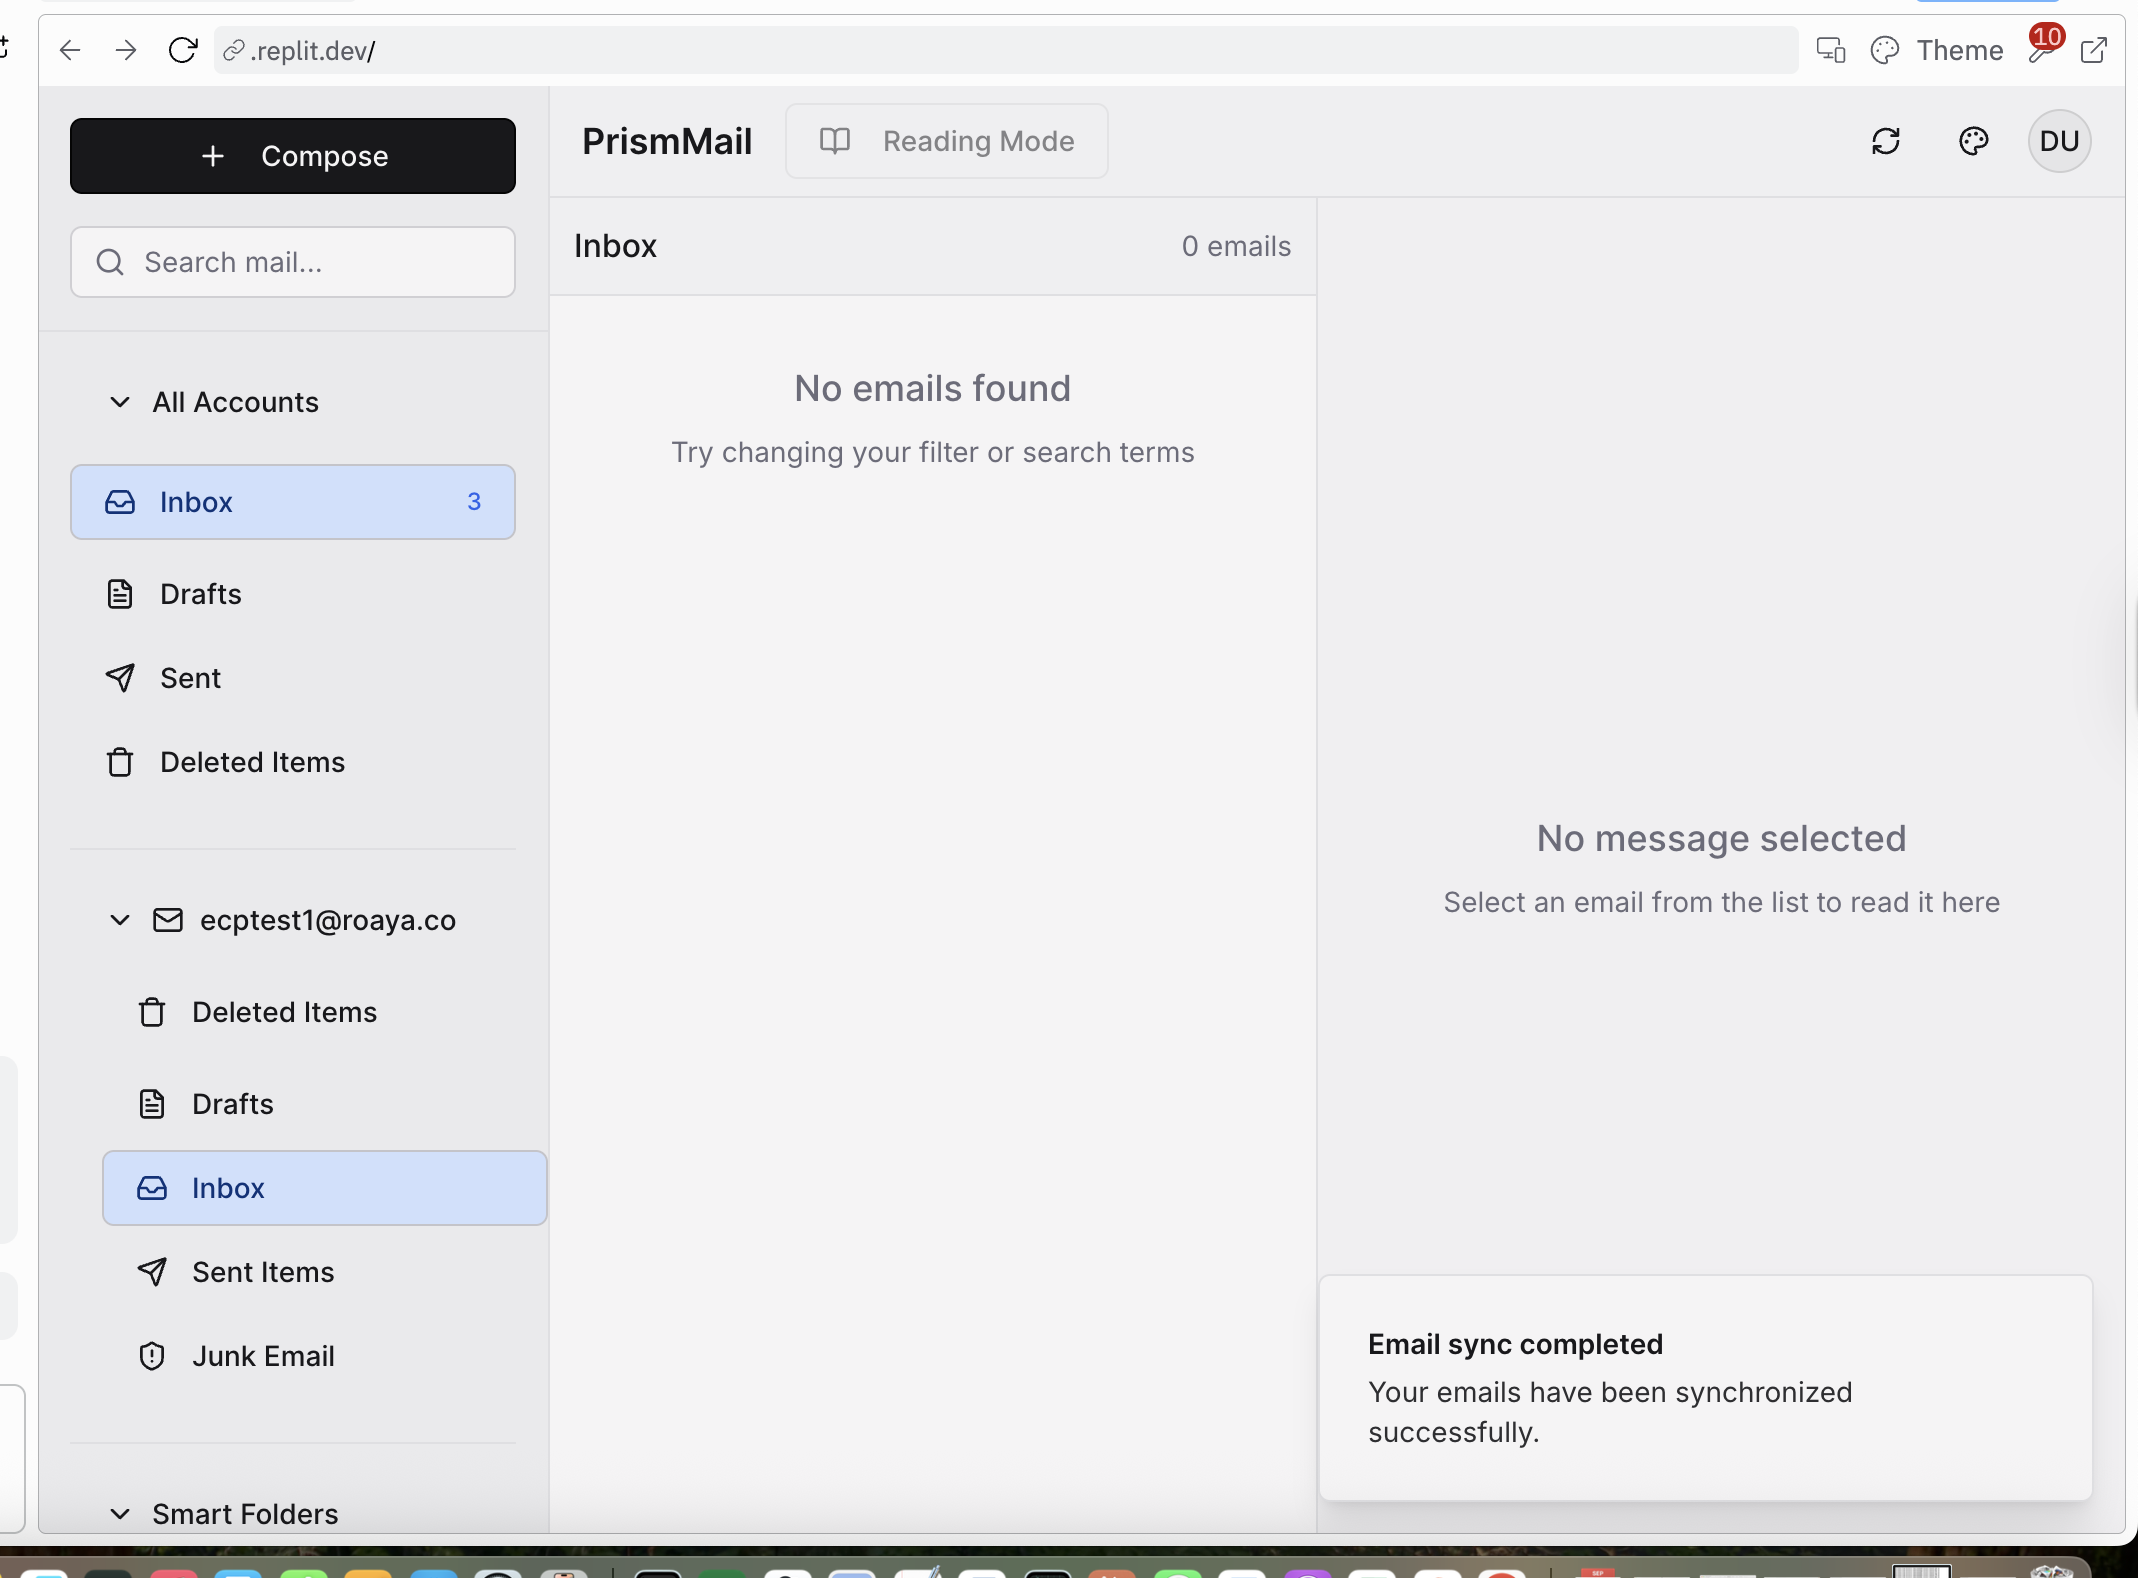 .replit.dev/
Theme
10
Compose
Search mail...
All Accounts
Inbox 3
Drafts
Sent
Deleted Items
ecptest1@roaya.co
Deleted Items
Drafts
Inbox
Sent Items
Junk Email
Smart Folders
PrismMail
Reading Mode
DU
Inbox
0 emails
No emails found
Try changing your filter or search terms
No message selected
Select an email from the list to read it here
Email sync completed
Your emails have been synchronized
successfully.
SEP